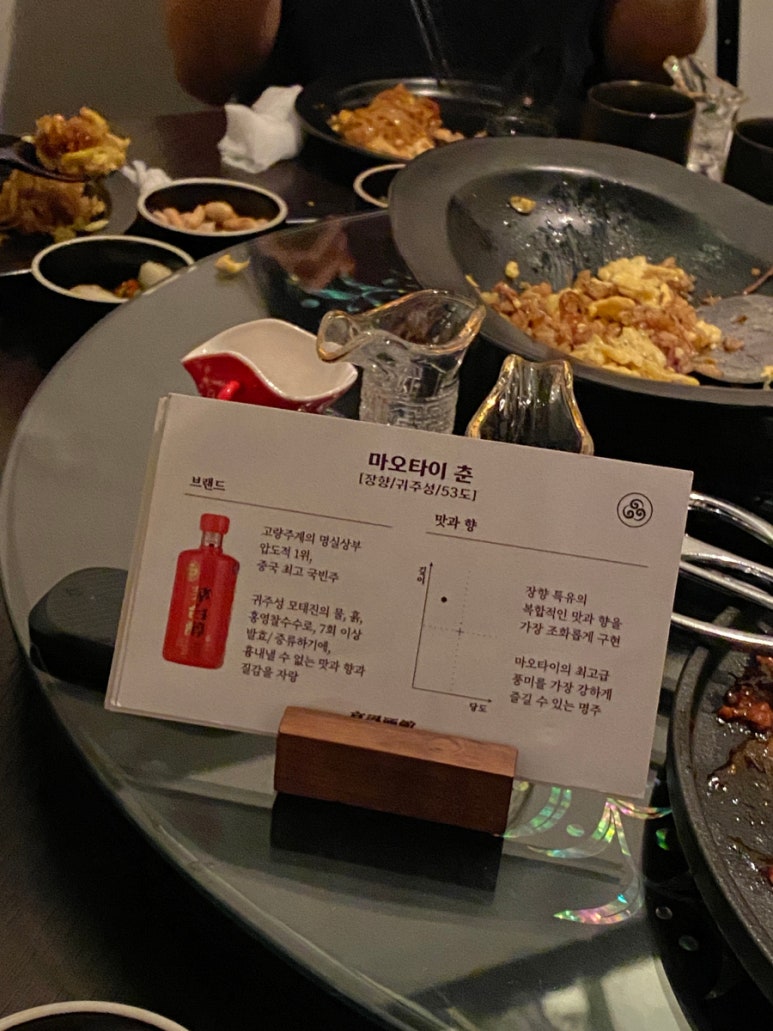 마오타이 춘
[장향/귀주성/53도]
브랜드
고량주계의 명실상부
압도적 1위,
중국 최고 국빈주
귀주성 모태진의 물, 흙,
홍영찰수수로, 7회 이상
발효/증류하기에,
흉내낼 수 없는 맛과 향과
질감을 자랑
맛과 향
깊이
당도
장향 특유의
복합적인 맛과 향을
가장 조화롭게 구현
마오타이의 최고급
풍미를 가장 강하게
즐길 수 있는 명주